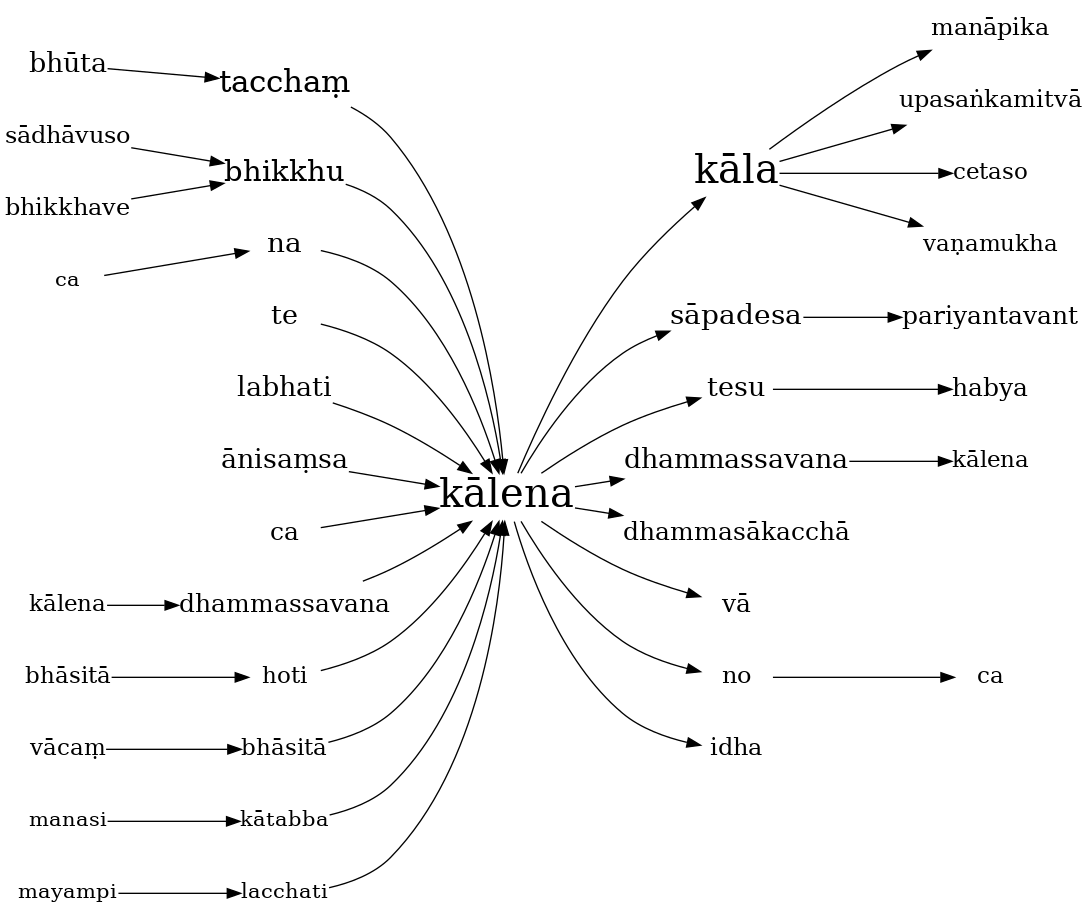 bhūta
tacchaṃ
sādhāvuso
bhikkhave
bhikkhu
ca
na
te
labhati
ānisaṃsa
ca
kālena
dhammassavana
bhāsitā
hoti
vācaṃ
bhāsitā
manasi
kātabba
mayampi
lacchati
kālena
kāla
manāpika
upasaṅkamitvā
cetaso
vaṇamukha
sāpadesa
pariyantavant
tesu
habya
dhammassavana
kālena
dhammasākacchā
vā
no
ca
idha